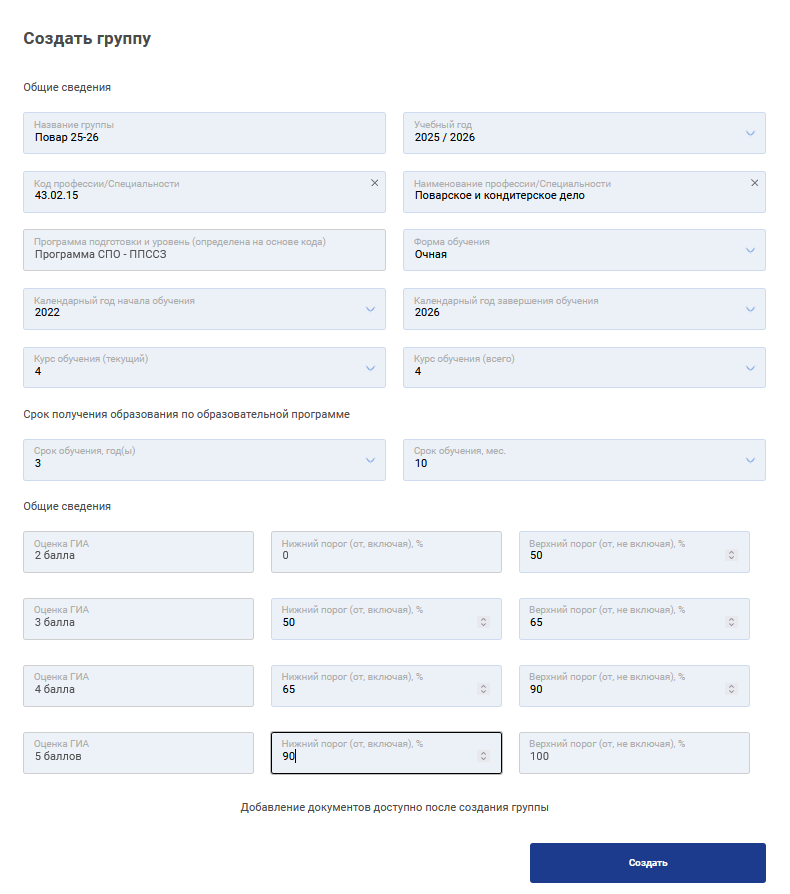 Создать группу
Общие сведения
Название группы
Повар 25-26
Учебный год
2025 / 2026
Код профессии/Специальности
43.02.15
Наименование профессии/Специальности
Поварское и кондитерское дело
Программа подготовки и уровень (определена на основе кода)
Программа СПО - ППССЗ
Форма обучения
Очная
Календарный год начала обучения
2022
Календарный год завершения обучения
2026
Курс обучения (текущий)
4
Курс обучения (всего)
4
Срок получения образования по образовательной программе
Срок обучения, год(ы)
3
Срок обучения, мес.
10
Общие сведения
Оценка ГИА
2 балла
Нижний порог (от, включая), %
0
Верхний порог (от, не включая), %
50
Оценка ГИА
3 балла
Нижний порог (от, включая), %
50
Верхний порог (от, не включая), %
65
Оценка ГИА
4 балла
Нижний порог (от, включая), %
65
Верхний порог (от, не включая), %
90
Оценка ГИА
5 баллов
Нижний порог (от, включая), %
90
Верхний порог (от, не включая), %
100
Добавление документов доступно после создания группы
Создать